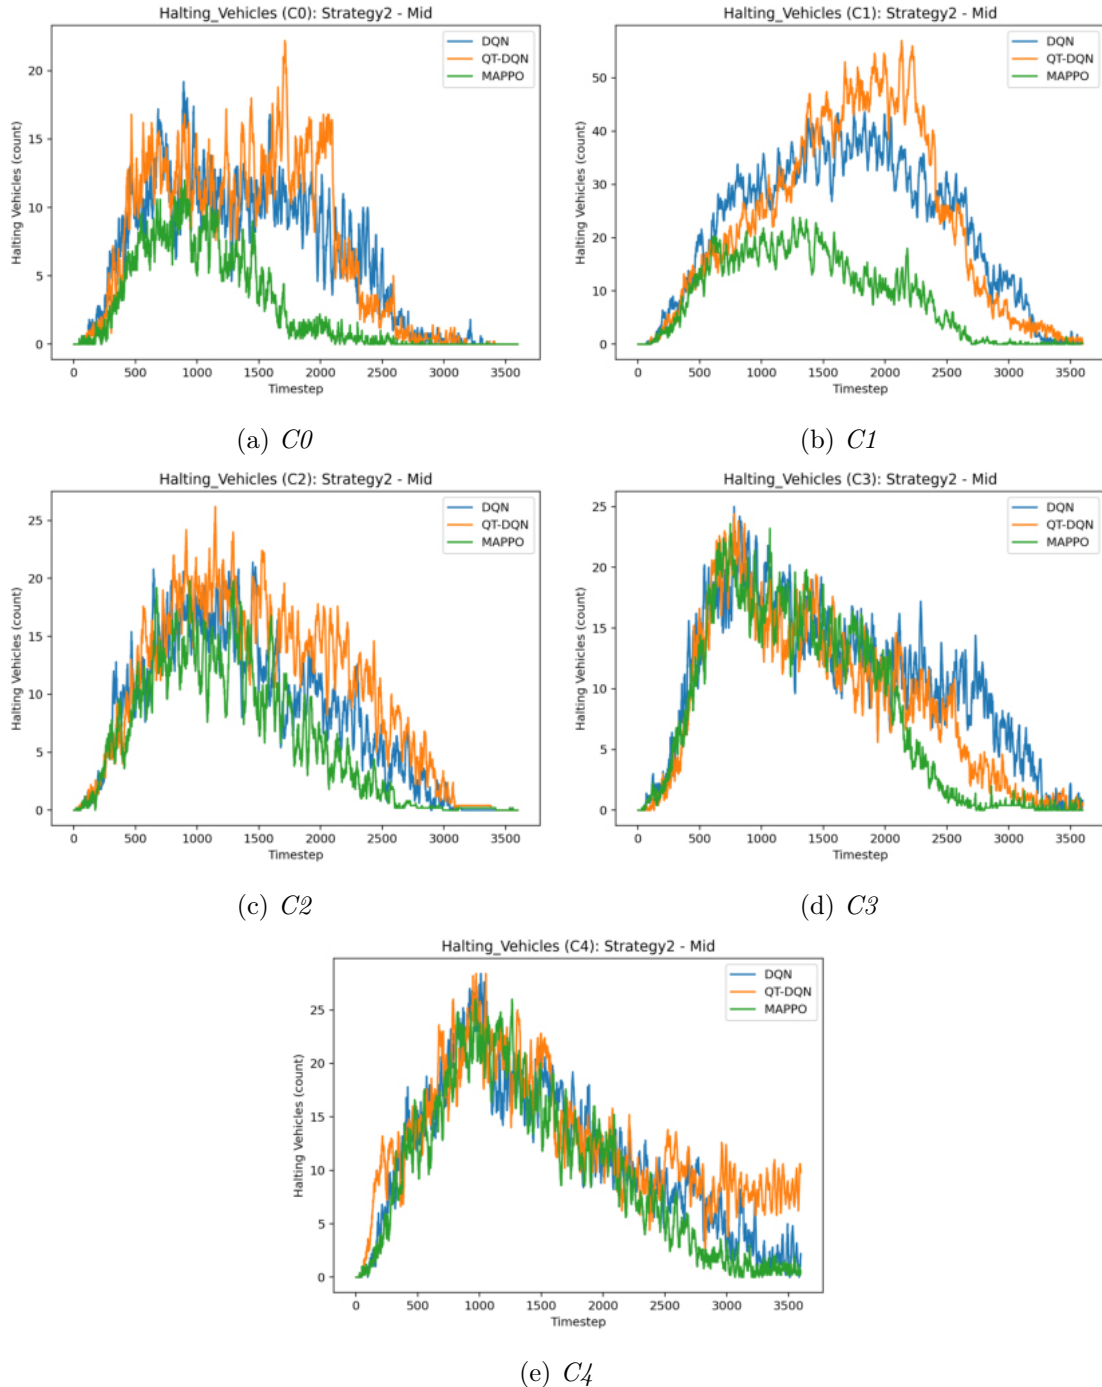 Halting_Vehicles (C0): Strategy2 - Mid
DQN
QT-DQN
MAPPO
Halting Vehicles (count)
20
15
10
5
0
0 500 1000 1500 2000 2500 3000 3500
Timestep
(a) C0
Halting_Vehicles (C1): Strategy2 - Mid
DQN
QT-DQN
MAPPO
Halting Vehicles (count)
50
40
30
20
10
0
0 500 1000 1500 2000 2500 3000 3500
Timestep
(b) C1
Halting_Vehicles (C2): Strategy2 - Mid
DQN
QT-DQN
MAPPO
Halting Vehicles (count)
25
20
15
10
5
0
0 500 1000 1500 2000 2500 3000 3500
Timestep
(c) C2
Halting_Vehicles (C3): Strategy2 - Mid
DQN
QT-DQN
MAPPO
Halting Vehicles (count)
25
20
15
10
5
0
0 500 1000 1500 2000 2500 3000 3500
Timestep
(d) C3
Halting_Vehicles (C4): Strategy2 - Mid
DQN
QT-DQN
MAPPO
Halting Vehicles (count)
25
20
15
10
5
0
0 500 1000 1500 2000 2500 3000 3500
Timestep
(e) C4